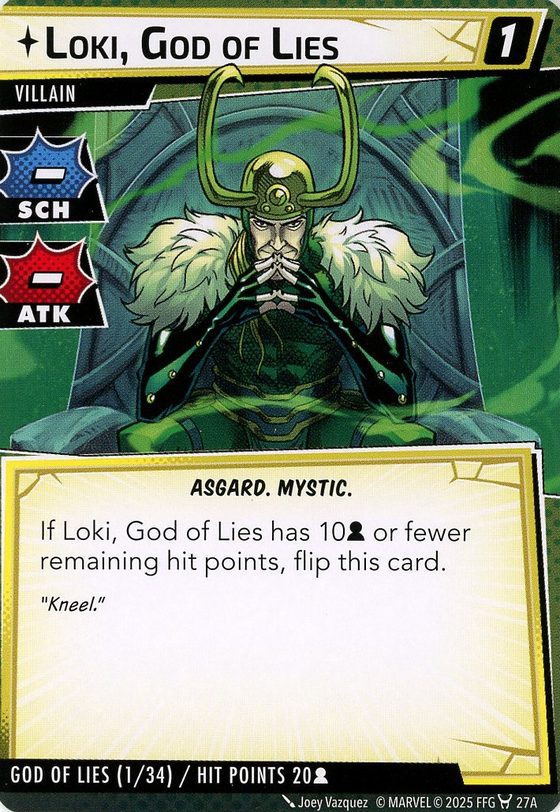 LOKI, GOD OF LIES
1
VILLAIN
-
SCH
-
ATK
ASGARD. MYSTIC.
If Loki, God of Lies has 10 or fewer
remaining hit points, flip this card.
"Kneel."
GOD OF LIES (1/34) / HIT POINTS 20
Joey Vazquez © MARVEL © 2025 FFG 27A